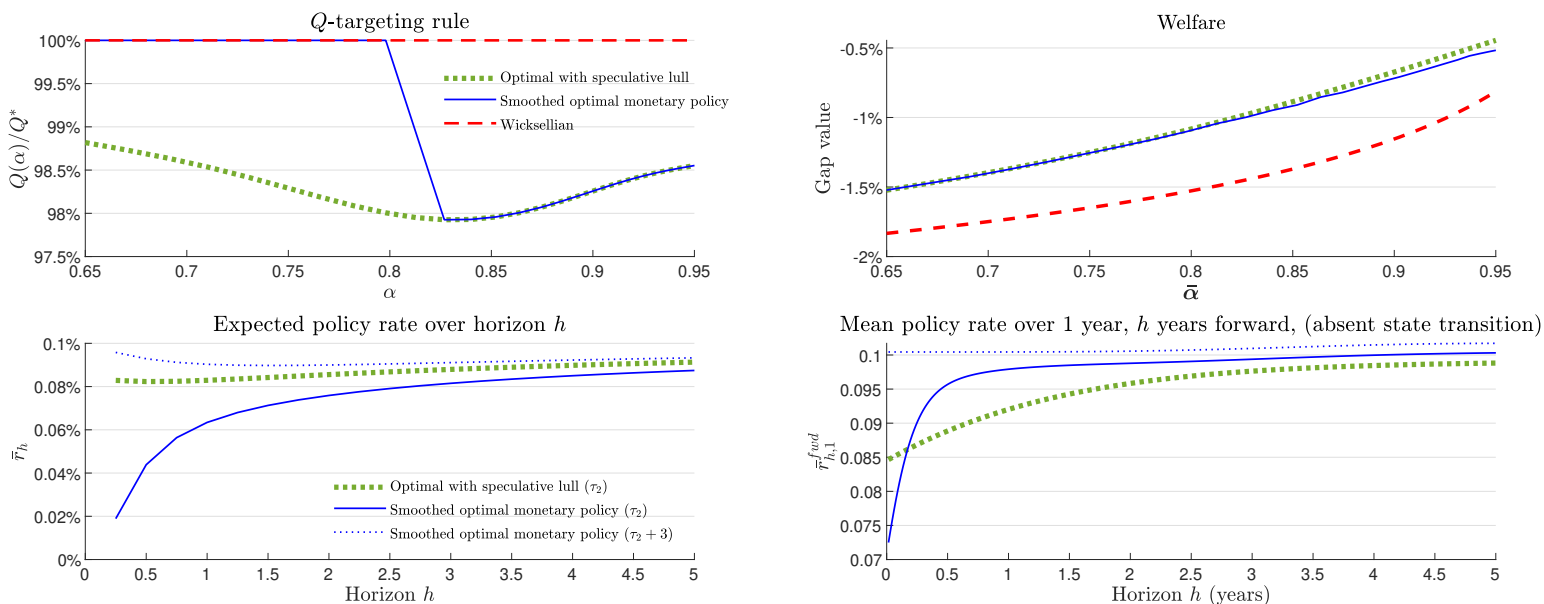 Q-targeting rule
100%
99.5%
99%
98.5%
98%
97.5%
Q(α)/Q*
Optimal with speculative lull
Smoothed optimal monetary policy
Wicksellian
0.65 0.7 0.75 0.8 0.85 0.9 0.95
α
Welfare
-0.5%
-1%
-1.5%
-2%
Gap value
0.65 0.7 0.75 0.8 0.85 0.9 0.95
ᾱ
Expected policy rate over horizon h
0.1%
0.08%
0.06%
0.04%
0.02%
0%
r̄_h
Optimal with speculative lull (τ₂)
Smoothed optimal monetary policy (τ₂)
Smoothed optimal monetary policy (τ₂ + 3)
0 0.5 1 1.5 2 2.5 3 3.5 4 4.5 5
Horizon h
Mean policy rate over 1 year, h years forward, (absent state transition)
0.1
0.095
0.09
0.085
0.08
0.075
0.07
r̄^{fwd}_{h,1}
0 0.5 1 1.5 2 2.5 3 3.5 4 4.5 5
Horizon h (years)